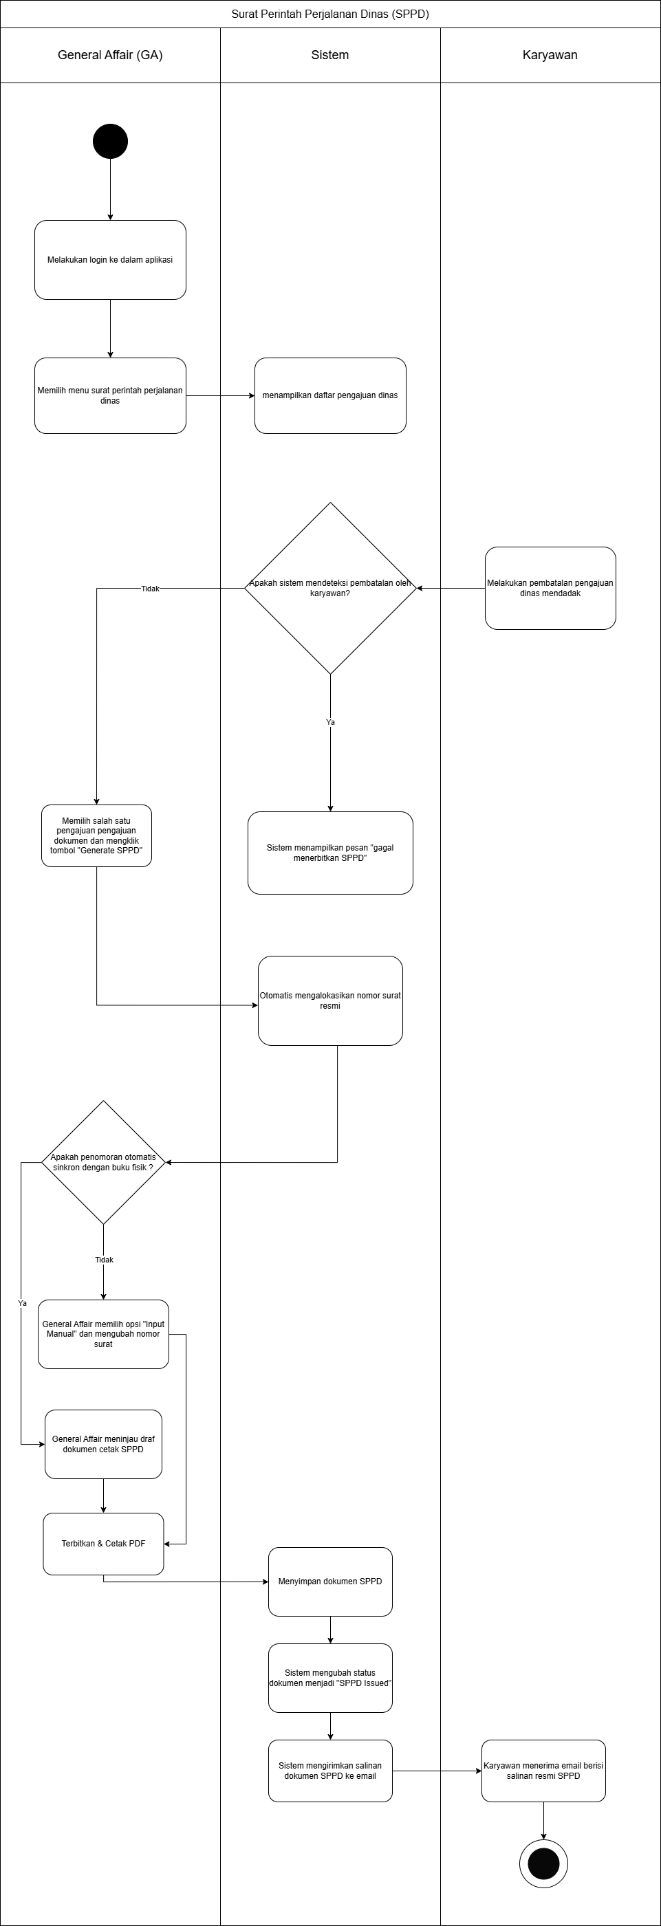 Surat Perintah Perjalanan Dinas (SPPD)
General Affair (GA)
Sistem
Karyawan
Melakukan login ke dalam aplikasi
Memilih menu surat perintah perjalanan
dinas
menampilkan daftar pengajuan dinas
Apakah sistem mendeteksi pembatalan oleh
karyawan?
Melakukan pembatalan pengajuan
dinas mendadak
Tidak
Ya
Memilih salah satu
pengajuan pengajuan
dokumen dan mengklik
tombol "Generate SPPD"
Sistem menampilkan pesan "gagal
menerbitkan SPPD"
Otomatis mengalokasikan nomor surat
resmi
Apakah penomoran otomatis
sinkron dengan buku fisik ?
Tidak
Ya
General Affair memilih opsi "Input
Manual" dan mengubah nomor
surat
General Affair meninjau draf
dokumen cetak SPPD
Terbitkan & Cetak PDF
Menyimpan dokumen SPPD
Sistem mengubah status
dokumen menjadi "SPPD Issued"
Sistem mengirimkan salinan
dokumen SPPD ke email
Karyawan menerima email berisi
salinan resmi SPPD